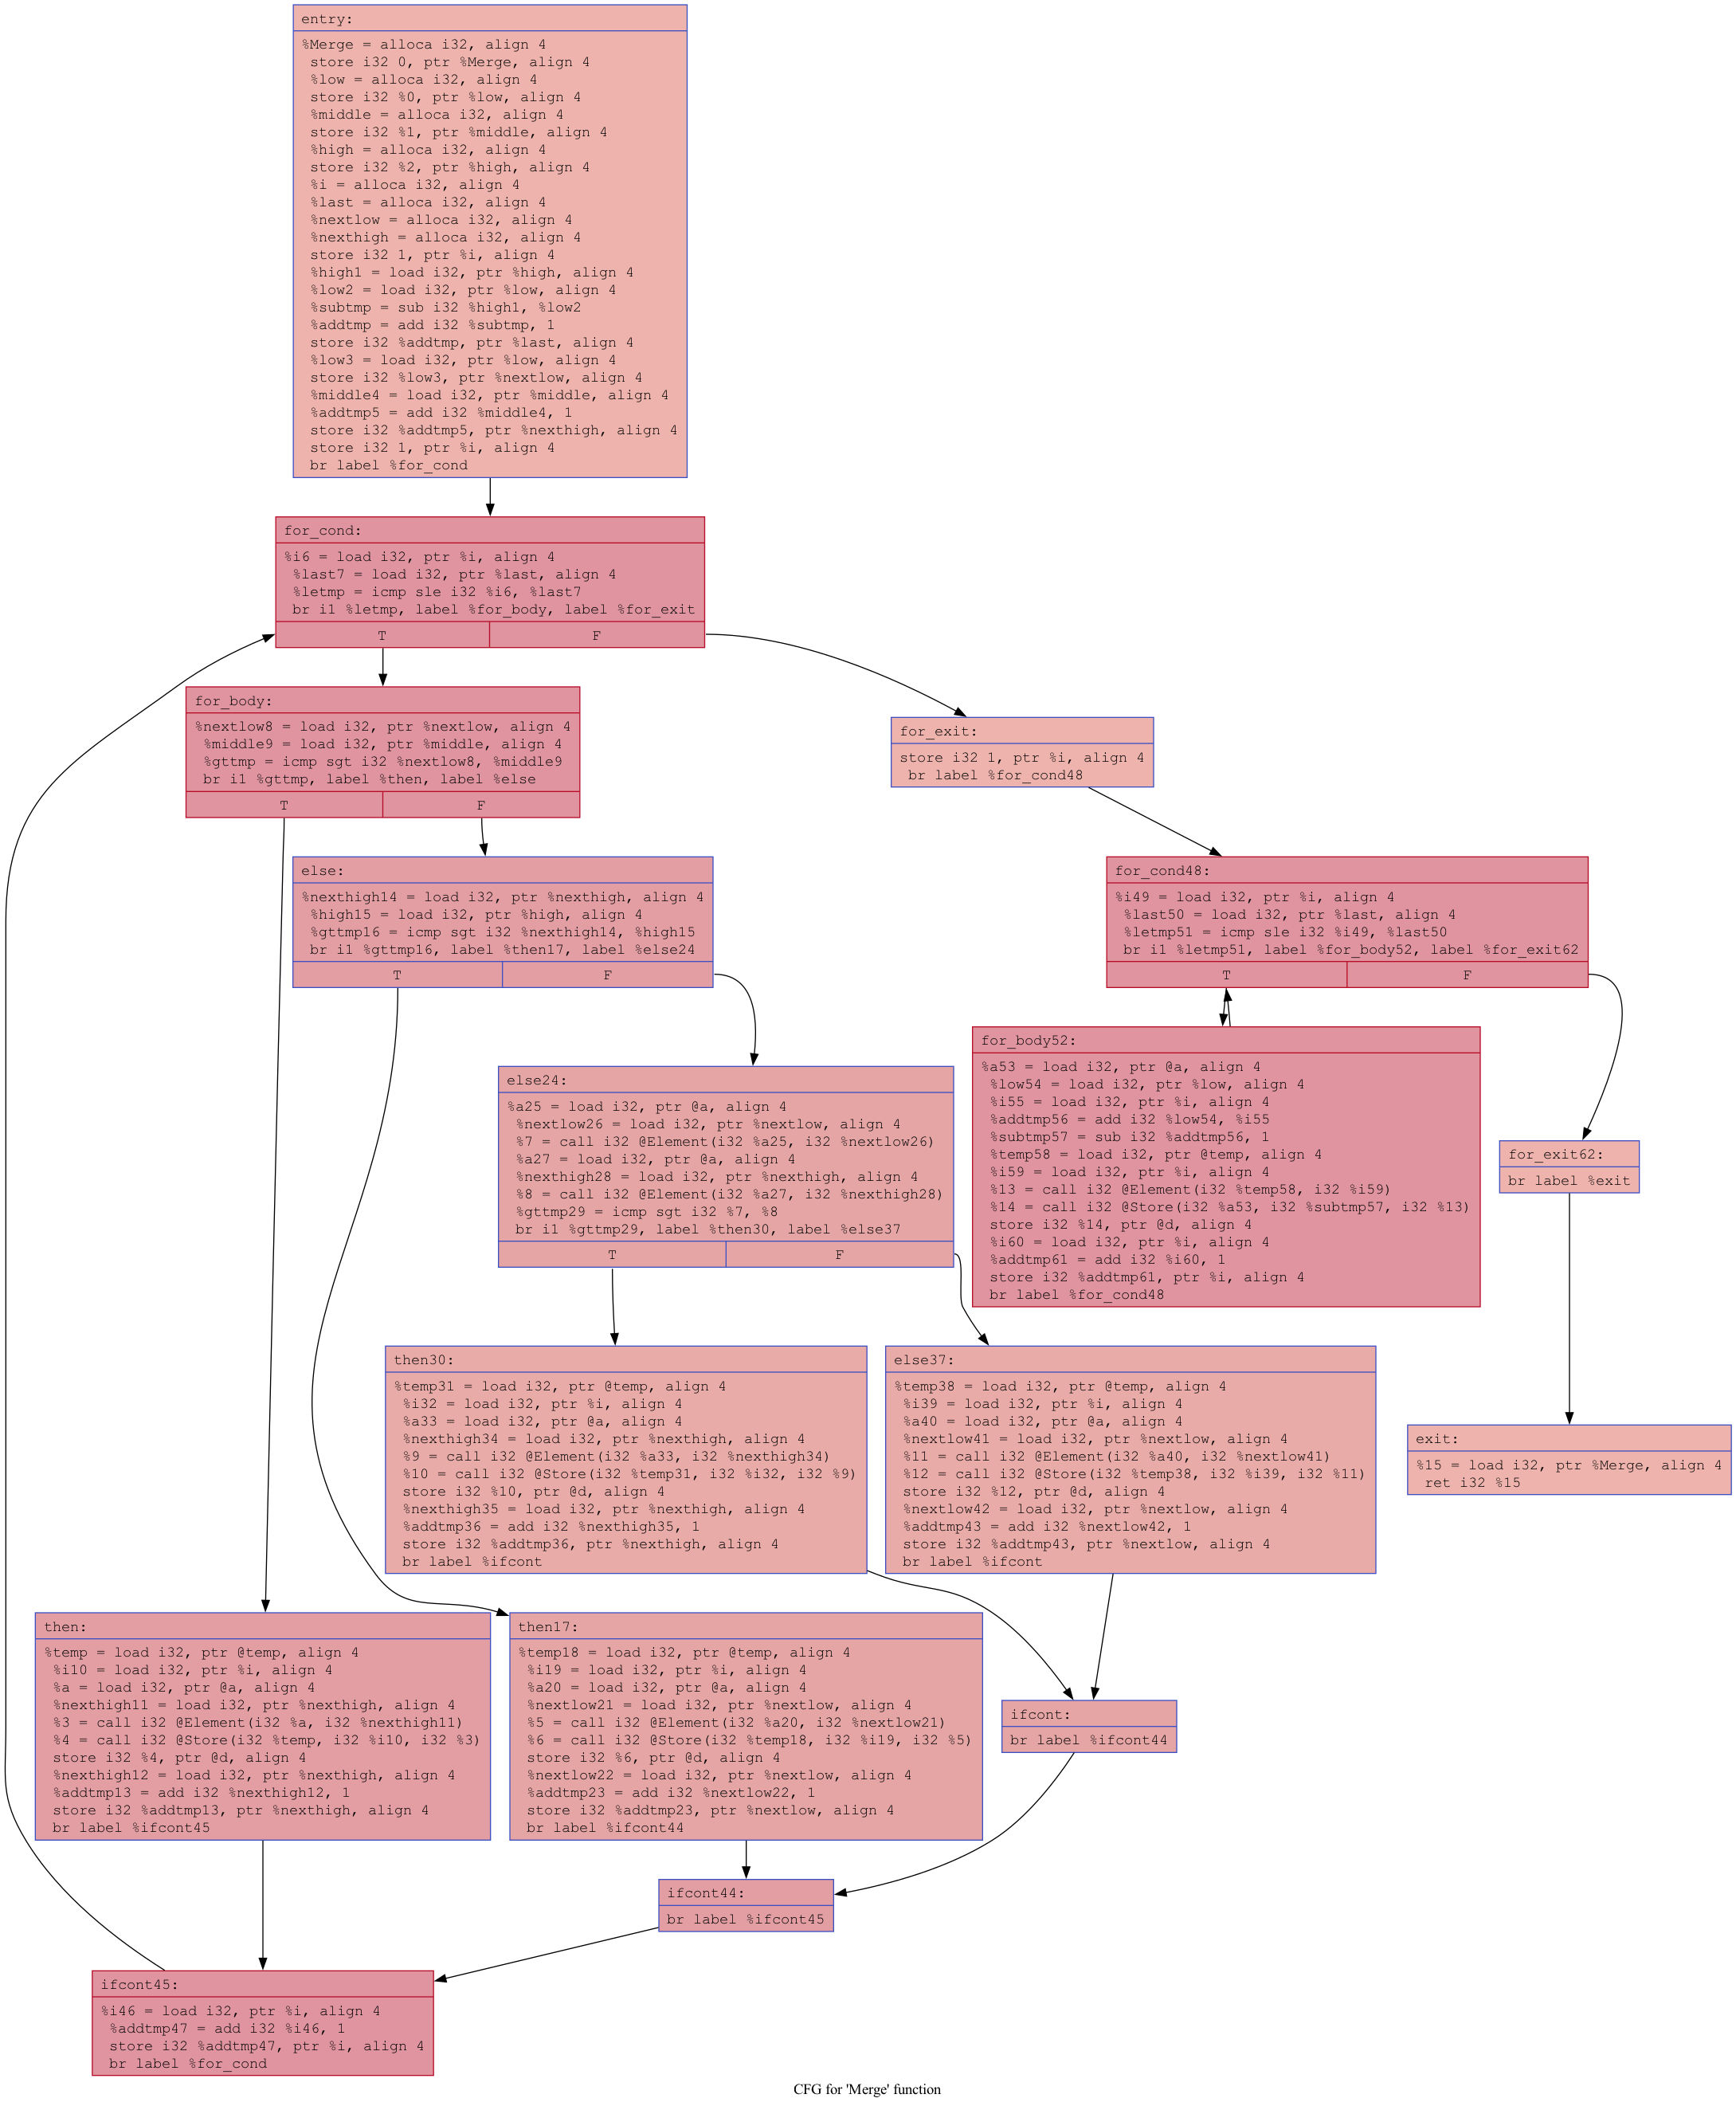 entry:
%Merge = alloca i32, align 4
store i32 0, ptr %Merge, align 4
%low = alloca i32, align 4
store i32 %0, ptr %low, align 4
%middle = alloca i32, align 4
store i32 %1, ptr %middle, align 4
%high = alloca i32, align 4
store i32 %2, ptr %high, align 4
%i = alloca i32, align 4
%last = alloca i32, align 4
%nextlow = alloca i32, align 4
%nexthigh = alloca i32, align 4
store i32 1, ptr %i, align 4
%high1 = load i32, ptr %high, align 4
%low2 = load i32, ptr %low, align 4
%subtmp = sub i32 %high1, %low2
%addtmp = add i32 %subtmp, 1
store i32 %addtmp, ptr %last, align 4
%low3 = load i32, ptr %low, align 4
store i32 %low3, ptr %nextlow, align 4
%middle4 = load i32, ptr %middle, align 4
%addtmp5 = add i32 %middle4, 1
store i32 %addtmp5, ptr %nexthigh, align 4
store i32 1, ptr %i, align 4
br label %for_cond
for_cond:
%i6 = load i32, ptr %i, align 4
%last7 = load i32, ptr %last, align 4
%letmp = icmp sle i32 %i6, %last7
br i1 %letmp, label %for_body, label %for_exit
T F
for_body:
%nextlow8 = load i32, ptr %nextlow, align 4
%middle9 = load i32, ptr %middle, align 4
%gttmp = icmp sgt i32 %nextlow8, %middle9
br i1 %gttmp, label %then, label %else
T F
for_exit:
store i32 1, ptr %i, align 4
br label %for_cond48
else:
%nexthigh14 = load i32, ptr %nexthigh, align 4
%high15 = load i32, ptr %high, align 4
%gttmp16 = icmp sgt i32 %nexthigh14, %high15
br i1 %gttmp16, label %then17, label %else24
T F
for_cond48:
%i49 = load i32, ptr %i, align 4
%last50 = load i32, ptr %last, align 4
%letmp51 = icmp sle i32 %i49, %last50
br i1 %letmp51, label %for_body52, label %for_exit62
T F
else24:
%a25 = load i32, ptr @a, align 4
%nextlow26 = load i32, ptr %nextlow, align 4
%7 = call i32 @Element(i32 %a25, i32 %nextlow26)
%a27 = load i32, ptr @a, align 4
%nexthigh28 = load i32, ptr %nexthigh, align 4
%8 = call i32 @Element(i32 %a27, i32 %nexthigh28)
%gttmp29 = icmp sgt i32 %7, %8
br i1 %gttmp29, label %then30, label %else37
T F
for_body52:
%a53 = load i32, ptr @a, align 4
%low54 = load i32, ptr %low, align 4
%i55 = load i32, ptr %i, align 4
%addtmp56 = add i32 %low54, %i55
%subtmp57 = sub i32 %addtmp56, 1
%temp58 = load i32, ptr @temp, align 4
%i59 = load i32, ptr %i, align 4
%13 = call i32 @Element(i32 %temp58, i32 %i59)
%14 = call i32 @Store(i32 %a53, i32 %subtmp57, i32 %13)
store i32 %14, ptr @d, align 4
%i60 = load i32, ptr %i, align 4
%addtmp61 = add i32 %i60, 1
store i32 %addtmp61, ptr %i, align 4
br label %for_cond48
for_exit62:
br label %exit
then30:
%temp31 = load i32, ptr @temp, align 4
%i32 = load i32, ptr %i, align 4
%a33 = load i32, ptr @a, align 4
%nexthigh34 = load i32, ptr %nexthigh, align 4
%9 = call i32 @Element(i32 %a33, i32 %nexthigh34)
%10 = call i32 @Store(i32 %temp31, i32 %i32, i32 %9)
store i32 %10, ptr @d, align 4
%nexthigh35 = load i32, ptr %nexthigh, align 4
%addtmp36 = add i32 %nexthigh35, 1
store i32 %addtmp36, ptr %nexthigh, align 4
br label %ifcont
else37:
%temp38 = load i32, ptr @temp, align 4
%i39 = load i32, ptr %i, align 4
%a40 = load i32, ptr @a, align 4
%nextlow41 = load i32, ptr %nextlow, align 4
%11 = call i32 @Element(i32 %a40, i32 %nextlow41)
%12 = call i32 @Store(i32 %temp38, i32 %i39, i32 %11)
store i32 %12, ptr @d, align 4
%nextlow42 = load i32, ptr %nextlow, align 4
%addtmp43 = add i32 %nextlow42, 1
store i32 %addtmp43, ptr %nextlow, align 4
br label %ifcont
exit:
%15 = load i32, ptr %Merge, align 4
ret i32 %15
then:
%temp = load i32, ptr @temp, align 4
%i10 = load i32, ptr %i, align 4
%a = load i32, ptr @a, align 4
%nexthigh11 = load i32, ptr %nexthigh, align 4
%3 = call i32 @Element(i32 %a, i32 %nexthigh11)
%4 = call i32 @Store(i32 %temp, i32 %i10, i32 %3)
store i32 %4, ptr @d, align 4
%nexthigh12 = load i32, ptr %nexthigh, align 4
%addtmp13 = add i32 %nexthigh12, 1
store i32 %addtmp13, ptr %nexthigh, align 4
br label %ifcont45
then17:
%temp18 = load i32, ptr @temp, align 4
%i19 = load i32, ptr %i, align 4
%a20 = load i32, ptr @a, align 4
%nextlow21 = load i32, ptr %nextlow, align 4
%5 = call i32 @Element(i32 %a20, i32 %nextlow21)
%6 = call i32 @Store(i32 %temp18, i32 %i19, i32 %5)
store i32 %6, ptr @d, align 4
%nextlow22 = load i32, ptr %nextlow, align 4
%addtmp23 = add i32 %nextlow22, 1
store i32 %addtmp23, ptr %nextlow, align 4
br label %ifcont44
ifcont:
br label %ifcont44
ifcont44:
br label %ifcont45
ifcont45:
%i46 = load i32, ptr %i, align 4
%addtmp47 = add i32 %i46, 1
store i32 %addtmp47, ptr %i, align 4
br label %for_cond
CFG for 'Merge' function